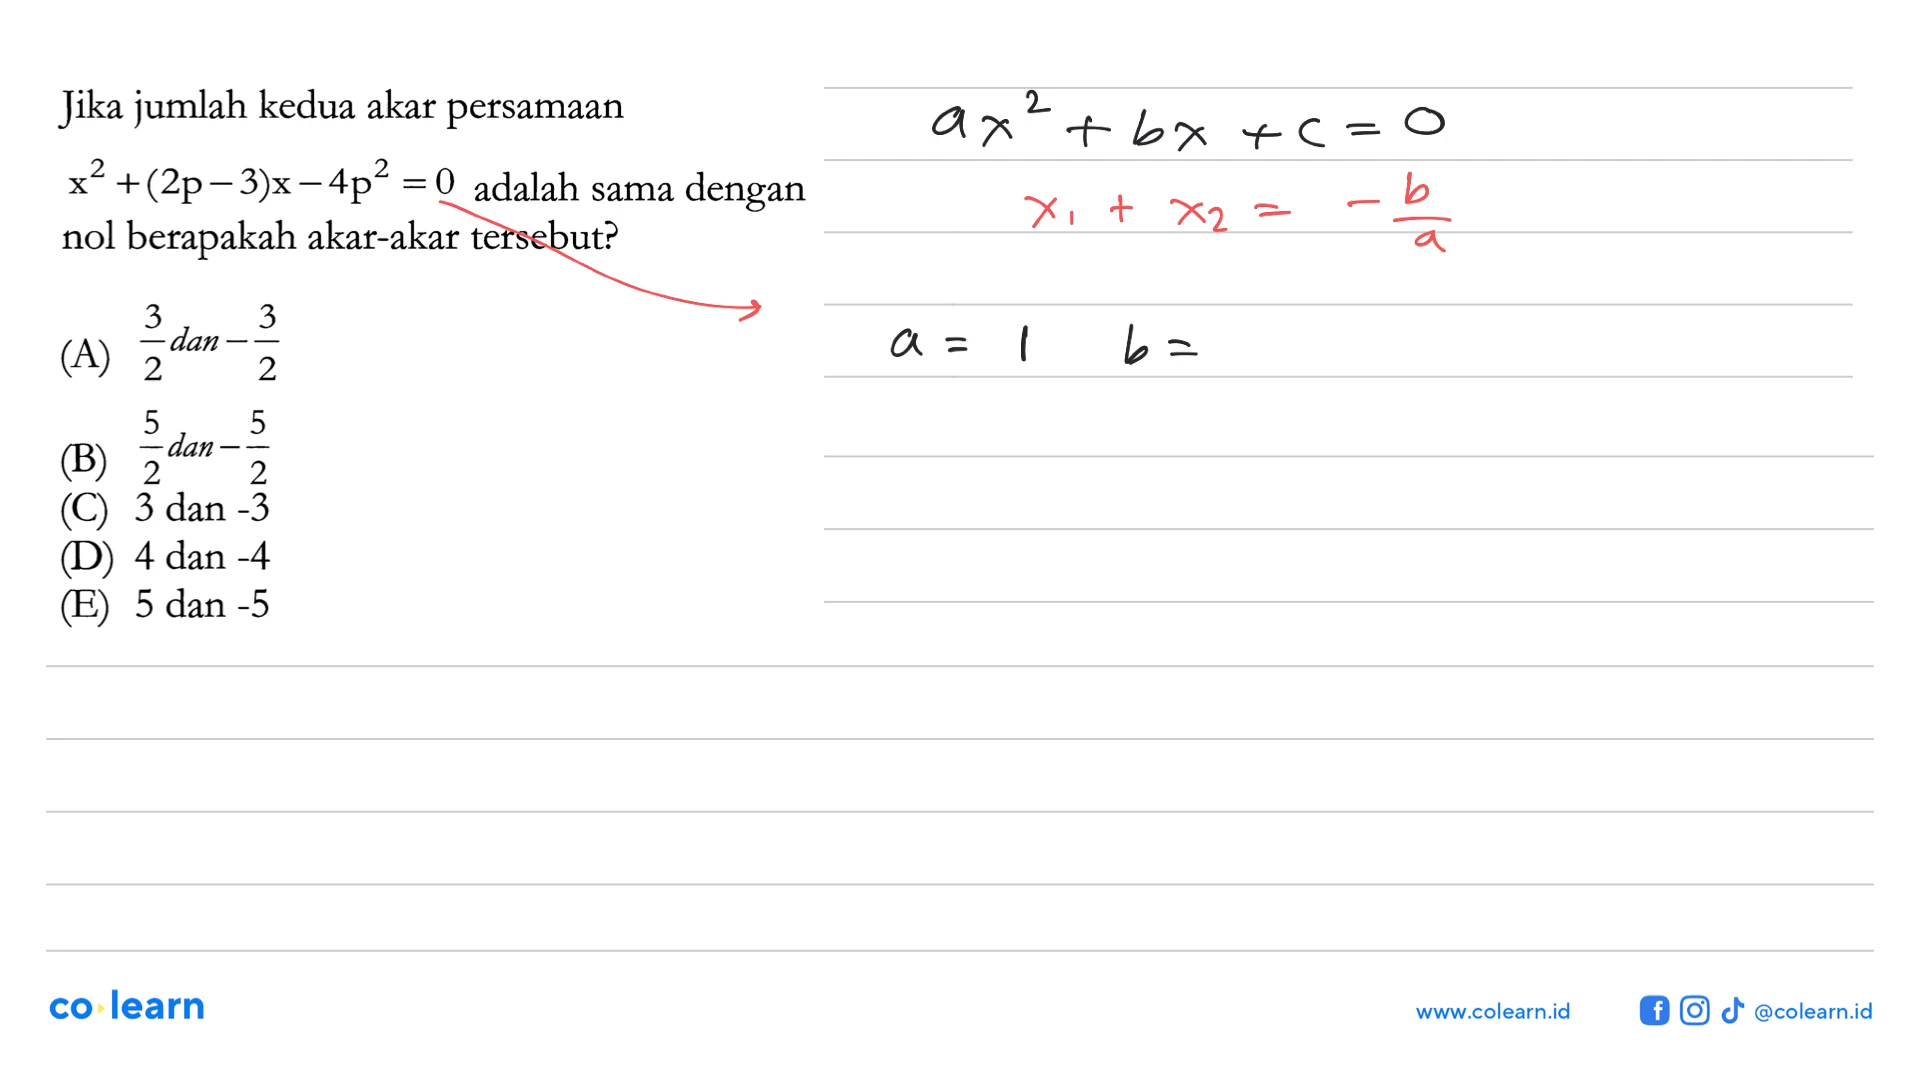 Jika jumlah kedua akar persamaan
x² + (2p − 3)x − 4p² = 0 adalah sama dengan
nol berapakah akar-akar tersebut?
(A) 3/2 dan − 3/2
(B) 5/2 dan − 5/2
(C) 3 dan -3
(D) 4 dan -4
(E) 5 dan -5
ax² + bx + c = 0
x₁ + x₂ = − b/a
a = 1 b =
co learn
www.colearn.id
@colearn.id